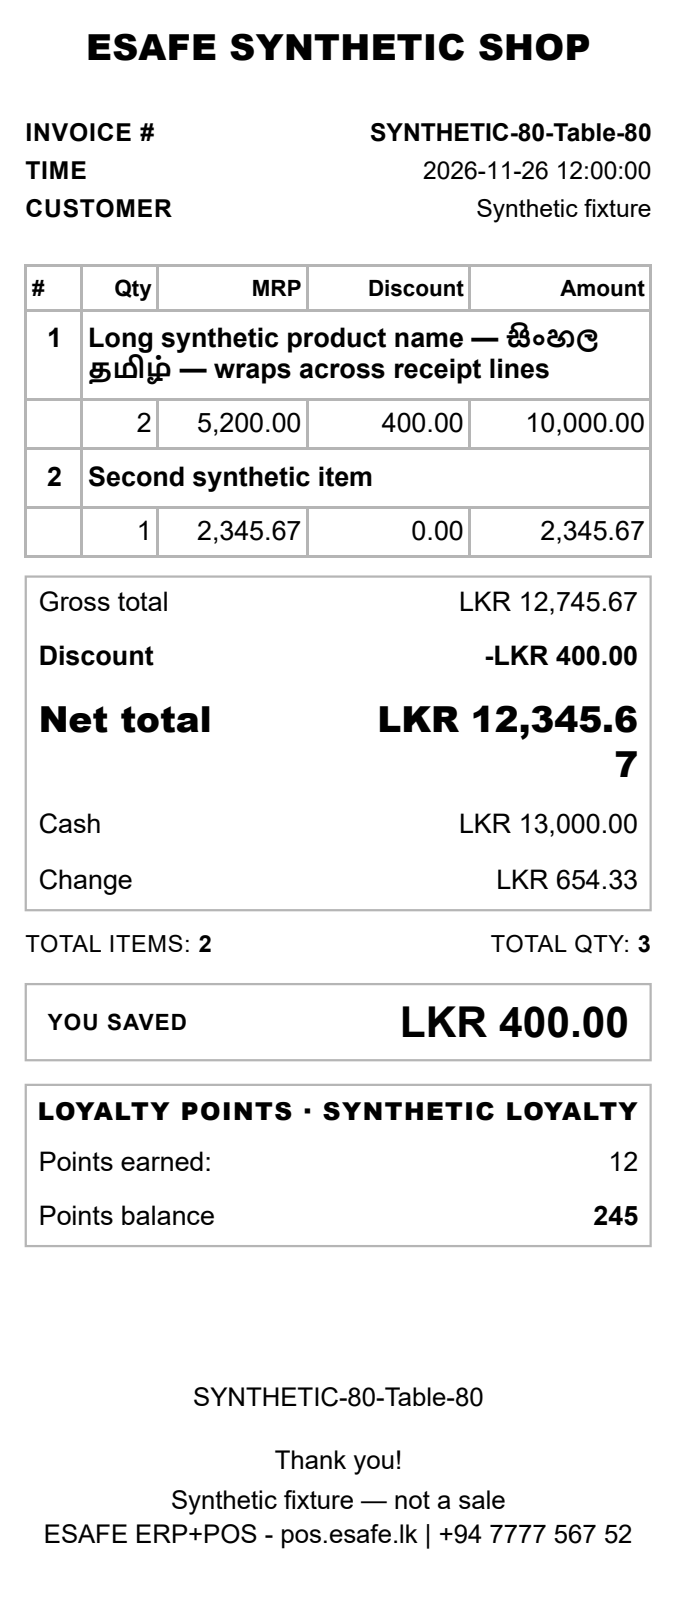 ESAFE SYNTHETIC SHOP
INVOICE # SYNTHETIC-80-Table-80
TIME 2026-11-26 12:00:00
CUSTOMER Synthetic fixture
# Qty MRP Discount Amount
1 Long synthetic product name — සිංහල
தமிழ் — wraps across receipt lines
2 5,200.00 400.00 10,000.00
2 Second synthetic item
1 2,345.67 0.00 2,345.67
Gross total LKR 12,745.67
Discount -LKR 400.00
Net total LKR 12,345.6
7
Cash LKR 13,000.00
Change LKR 654.33
TOTAL ITEMS: 2 TOTAL QTY: 3
YOU SAVED LKR 400.00
LOYALTY POINTS · SYNTHETIC LOYALTY
Points earned: 12
Points balance 245
SYNTHETIC-80-Table-80
Thank you!
Synthetic fixture — not a sale
ESAFE ERP+POS - pos.esafe.lk | +94 7777 567 52